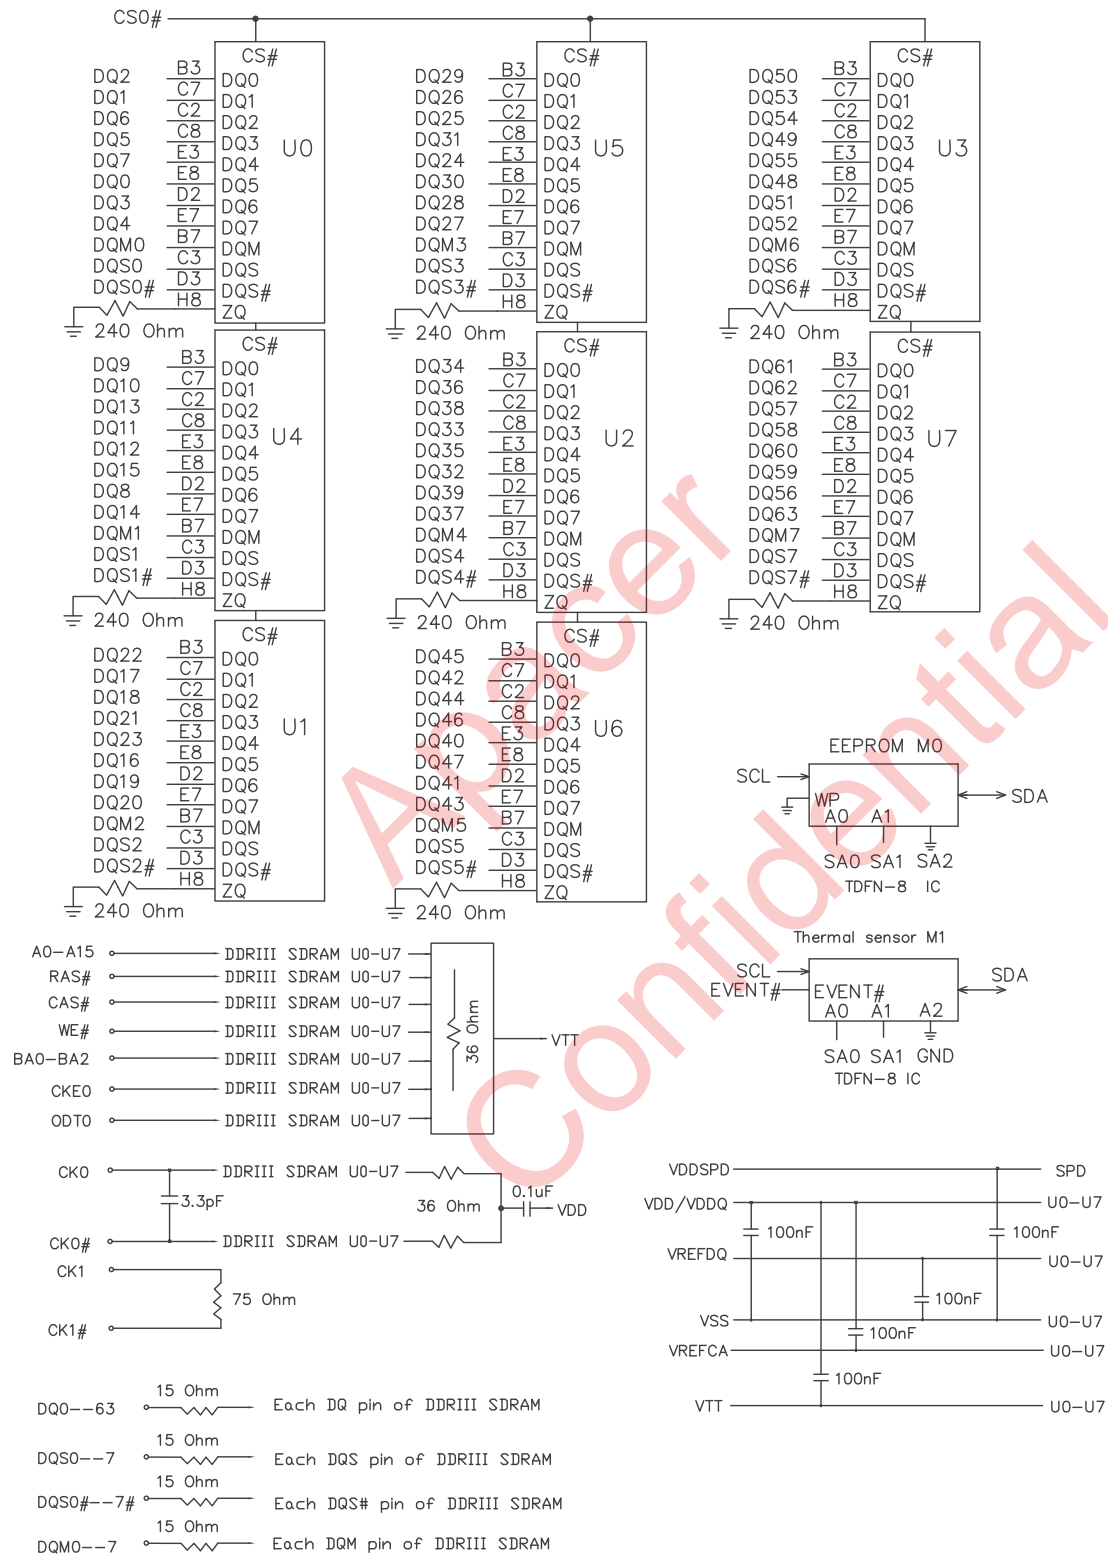 CS0#
CS#
DQ2 B3 DQ0
DQ1 C7 DQ1
DQ6 C2 DQ2
DQ5 C8 DQ3
U0
DQ7 E3 DQ4
DQ0 E8 DQ5
DQ3 D2 DQ6
DQ4 E7 DQ7
DQM0 B7 DQM
DQS0 C3 DQS
DQS0# D3 DQS#
H8 ZQ
240 Ohm
CS#
DQ29 B3 DQ0
DQ26 C7 DQ1
DQ25 C2 DQ2
DQ31 C8 DQ3
U5
DQ24 E3 DQ4
DQ30 E8 DQ5
DQ28 D2 DQ6
DQ27 E7 DQ7
DQM3 B7 DQM
DQS3 C3 DQS
DQS3# D3 DQS#
H8 ZQ
240 Ohm
CS#
DQ50 B3 DQ0
DQ53 C7 DQ1
DQ54 C2 DQ2
DQ49 C8 DQ3
U3
DQ55 E3 DQ4
DQ48 E8 DQ5
DQ51 D2 DQ6
DQ52 E7 DQ7
DQM6 B7 DQM
DQS6 C3 DQS
DQS6# D3 DQS#
H8 ZQ
240 Ohm
CS#
DQ9 B3 DQ0
DQ10 C7 DQ1
DQ13 C2 DQ2
DQ11 C8 DQ3
U4
DQ12 E3 DQ4
DQ15 E8 DQ5
DQ8 D2 DQ6
DQ14 E7 DQ7
DQM1 B7 DQM
DQS1 C3 DQS
DQS1# D3 DQS#
H8 ZQ
240 Ohm
CS#
DQ34 B3 DQ0
DQ36 C7 DQ1
DQ38 C2 DQ2
DQ33 C8 DQ3
U2
DQ35 E3 DQ4
DQ32 E8 DQ5
DQ39 D2 DQ6
DQ37 E7 DQ7
DQM4 B7 DQM
DQS4 C3 DQS
DQS4# D3 DQS#
H8 ZQ
240 Ohm
CS#
DQ61 B3 DQ0
DQ62 C7 DQ1
DQ57 C2 DQ2
DQ58 C8 DQ3
U7
DQ60 E3 DQ4
DQ59 E8 DQ5
DQ56 D2 DQ6
DQ63 E7 DQ7
DQM7 B7 DQM
DQS7 C3 DQS
DQS7# D3 DQS#
H8 ZQ
240 Ohm
CS#
DQ22 B3 DQ0
DQ17 C7 DQ1
DQ18 C2 DQ2
DQ21 C8 DQ3
U1
DQ23 E3 DQ4
DQ16 E8 DQ5
DQ19 D2 DQ6
DQ20 E7 DQ7
DQM2 B7 DQM
DQS2 C3 DQS
DQS2# D3 DQS#
H8 ZQ
240 Ohm
CS#
DQ45 B3 DQ0
DQ42 C7 DQ1
DQ44 C2 DQ2
DQ46 C8 DQ3
U6
DQ40 E3 DQ4
DQ47 E8 DQ5
DQ41 D2 DQ6
DQ43 E7 DQ7
DQM5 B7 DQM
DQS5 C3 DQS
DQS5# D3 DQS#
H8 ZQ
240 Ohm
EEPROM M0
SCL
WP
SDA
A0 A1
SA0 SA1 SA2
TDFN-8 IC
Thermal sensor M1
SCL
EVENT# EVENT#
SDA
A0 A1 A2
SA0 SA1 GND
TDFN-8 IC
A0-A15 DDRIII SDRAM U0-U7
RAS# DDRIII SDRAM U0-U7
CAS# DDRIII SDRAM U0-U7
WE# DDRIII SDRAM U0-U7
BA0-BA2 DDRIII SDRAM U0-U7
CKE0 DDRIII SDRAM U0-U7
ODT0 DDRIII SDRAM U0-U7
36 Ohm
VTT
CK0 DDRIII SDRAM U0-U7
3.3pF
36 Ohm
0.1uF
VDD
CK0# DDRIII SDRAM U0-U7
CK1
75 Ohm
CK1#
VDDSPD SPD
VDD/VDDQ U0-U7
100nF 100nF
VREFDQ U0-U7
100nF
VSS U0-U7
100nF
VREFCA U0-U7
100nF
VTT U0-U7
15 Ohm
DQ0--63 Each DQ pin of DDRIII SDRAM
15 Ohm
DQS0--7 Each DQS pin of DDRIII SDRAM
15 Ohm
DQS0#--7# Each DQS# pin of DDRIII SDRAM
15 Ohm
DQM0--7 Each DQM pin of DDRIII SDRAM
Apacer
Confidential